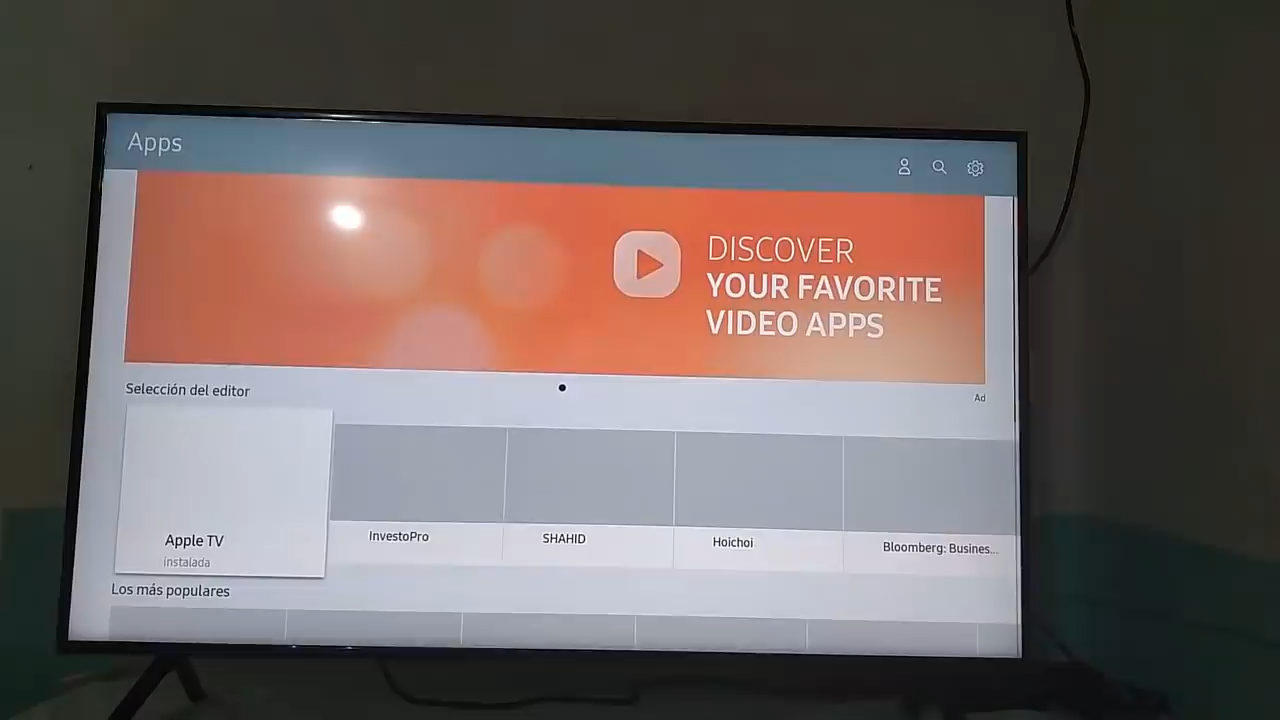 Apps
DISCOVER
YOUR FAVORITE
VIDEO APPS
Selección del editor
Ad
Apple TV
instalada
InvestoPro
SHAHID
Hoichoi
Bloomberg: Busines...
Los más populares